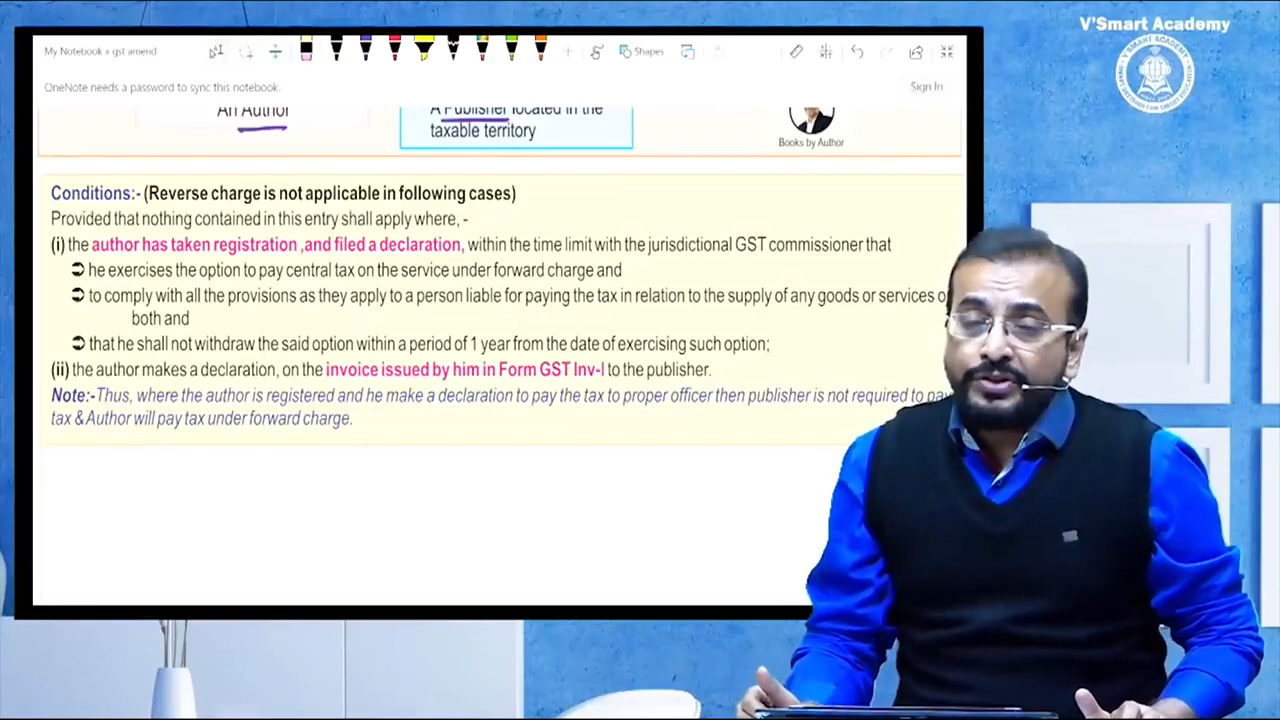 V'Smart Academy
My Notebook » gst amend
Shapes
OneNote needs a password to sync this notebook.
Sign In
An Author
A Publisher located in the
taxable territory
Books by Author
Conditions:- (Reverse charge is not applicable in following cases)
Provided that nothing contained in this entry shall apply where, -
(i) the author has taken registration ,and filed a declaration, within the time limit with the jurisdictional GST commissioner that
➲ he exercises the option to pay central tax on the service under forward charge and
➲ to comply with all the provisions as they apply to a person liable for paying the tax in relation to the supply of any goods or services o
both and
➲ that he shall not withdraw the said option within a period of 1 year from the date of exercising such option;
(ii) the author makes a declaration, on the invoice issued by him in Form GST Inv-I to the publisher.
Note:-Thus, where the author is registered and he make a declaration to pay the tax to proper officer then publisher is not required to pay
tax & Author will pay tax under forward charge.
V'SMART ACADEMY